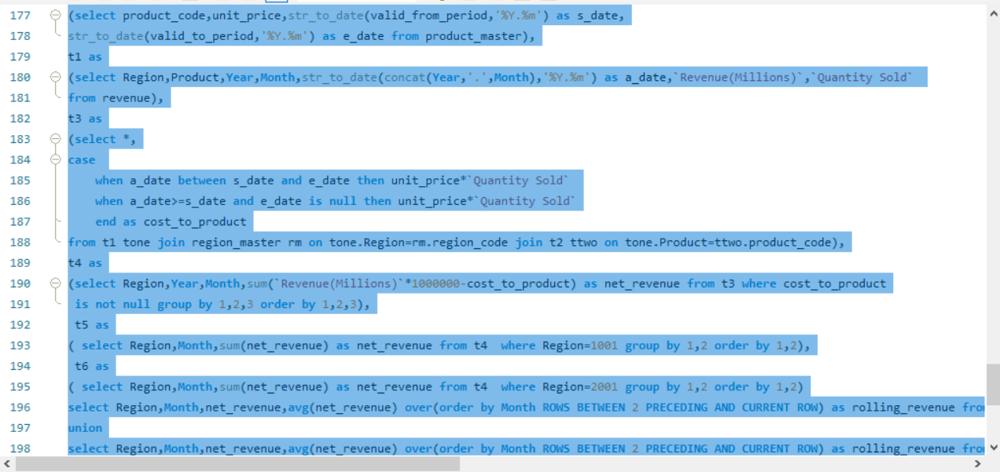 177 (select product_code,unit_price,str_to_date(valid_from_period,'%Y.%m') as s_date,
178 str_to_date(valid_to_period,'%Y.%m') as e_date from product_master),
179 t1 as
180 (select Region,Product,Year,Month,str_to_date(concat(Year,'.',Month),'%Y.%m') as a_date,`Revenue(Millions)`,`Quantity Sold`
181 from revenue),
182 t3 as
183 (select *,
184 case
185 when a_date between s_date and e_date then unit_price*`Quantity Sold`
186 when a_date>=s_date and e_date is null then unit_price*`Quantity Sold`
187 end as cost_to_product
188 from t1 tone join region_master rm on tone.Region=rm.region_code join t2 ttwo on tone.Product=ttwo.product_code),
189 t4 as
190 (select Region,Year,Month,sum(`Revenue(Millions)`*1000000-cost_to_product) as net_revenue from t3 where cost_to_product
191 is not null group by 1,2,3 order by 1,2,3),
192 t5 as
193 ( select Region,Month,sum(net_revenue) as net_revenue from t4 where Region=1001 group by 1,2 order by 1,2),
194 t6 as
195 ( select Region,Month,sum(net_revenue) as net_revenue from t4 where Region=2001 group by 1,2 order by 1,2)
196 select Region,Month,net_revenue,avg(net_revenue) over(order by Month ROWS BETWEEN 2 PRECEDING AND CURRENT ROW) as rolling_revenue fro
197 union
198 select Region,Month,net_revenue,avg(net_revenue) over(order by Month ROWS BETWEEN 2 PRECEDING AND CURRENT ROW) as rolling_revenue fro